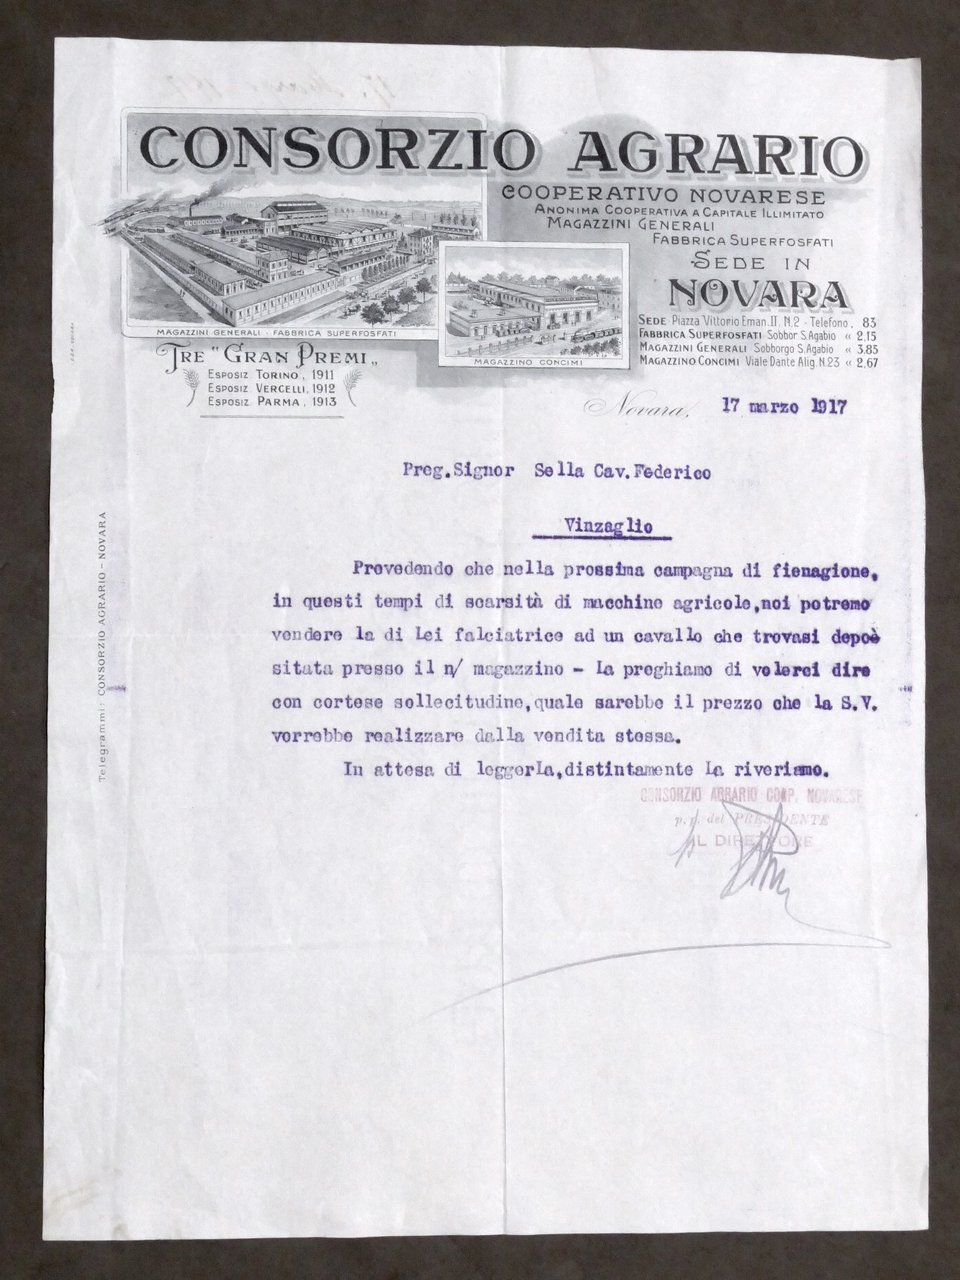 CONSORZIO AGRARIO
COOPERATIVO NOVARESE
ANONIMA COOPERATIVA A CAPITALE ILLIMITATO
MAGAZZINI GENERALI
FABBRICA SUPERFOSFATI
SEDE IN
NOVARA
SEDE - Piazza Vittorio Eman. II, N. 2 - Telefono, 83
FABBRICA SUPERFOSFATI Sobbor. S. Agabio " 2,15
MAGAZZINI GENERALI Sobborgo S. Agabio " 3,85
MAGAZZINO CONCIMI Viale Dante Alig. N. 23 " 2,67
MAGAZZINI GENERALI - FABBRICA SUPERFOSFATI
MAGAZZINO CONCIMI
TRE "GRAN PREMI„
ESPOSIZ. TORINO, 1911
ESPOSIZ. VERCELLI, 1912
ESPOSIZ. PARMA, 1913
Novara, 17 marzo 1917
Preg.Signor Sella Cav.Federico
Vinzaglio
Prevedendo che nella prossima campagna di fienagione,
in questi tempi di scarsità di macchine agricole,noi potremo
vendere la di Lei falciatrice ad un cavallo che trovasi depoè
sitata presso il n/ magazzino - La preghiamo di volerci dire
con cortese sollecitudine,quale sarebbe il prezzo che la S.V.
vorrebbe realizzare dalla vendita stessa.
In attesa di leggerLa,distintamente La riveriamo.
CONSORZIO AGRARIO COOP. NOVARESE
p. p. del PRESIDENTE
IL DIRETTORE
Telegrammi: CONSORZIO AGRARIO - NOVARA